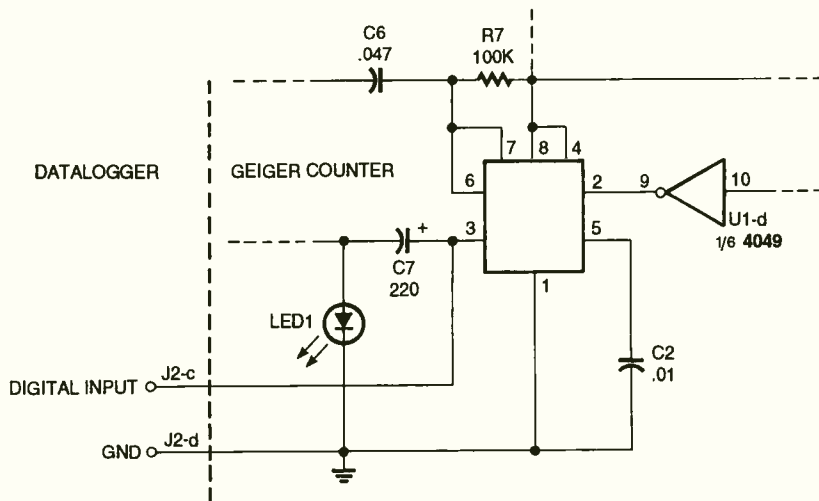 C6
.047
R7
100K
DATALOGGER
GEIGER COUNTER
7
8
4
6
2
9
10
3
5
U1-d
1/6 4049
+
C7
220
1
LED1
C2
.01
DIGITAL INPUT
J2-c
GND
J2-d